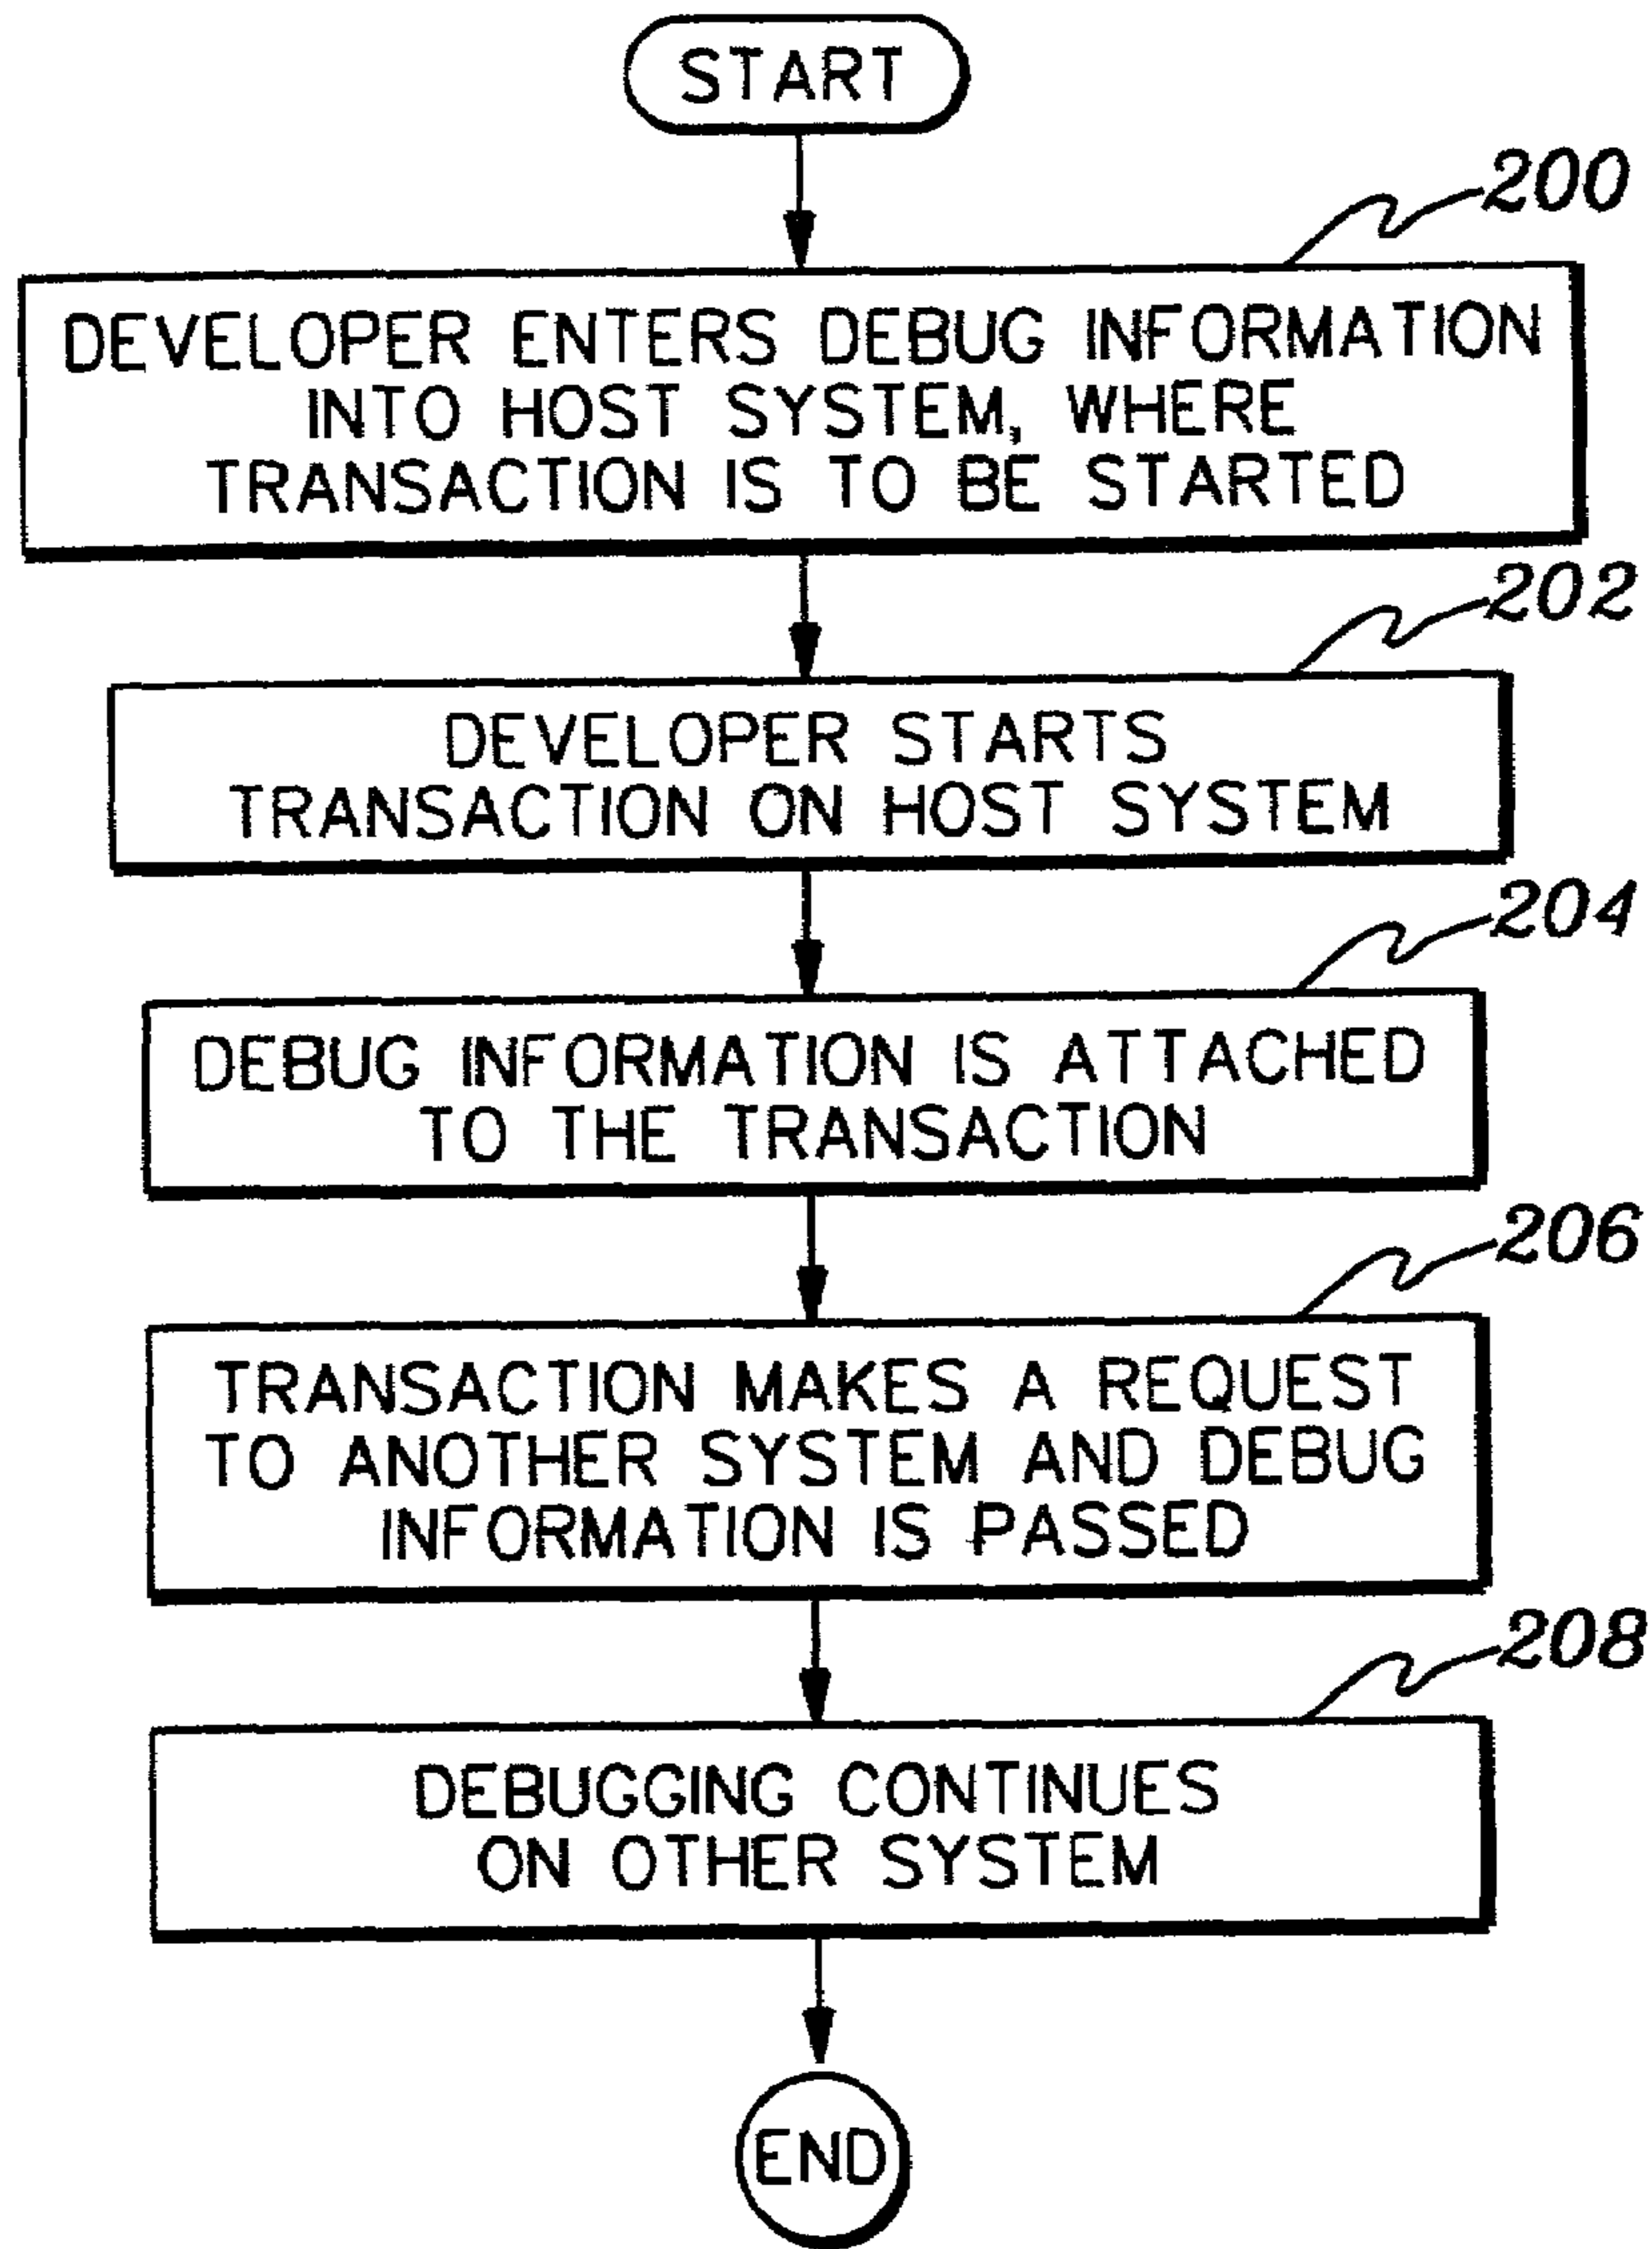 START
200
DEVELOPER ENTERS DEBUG INFORMATION
INTO HOST SYSTEM, WHERE
TRANSACTION IS TO BE STARTED
202
DEVELOPER STARTS
TRANSACTION ON HOST SYSTEM
204
DEBUG INFORMATION IS ATTACHED
TO THE TRANSACTION
206
TRANSACTION MAKES A REQUEST
TO ANOTHER SYSTEM AND DEBUG
INFORMATION IS PASSED
208
DEBUGGING CONTINUES
ON OTHER SYSTEM
END